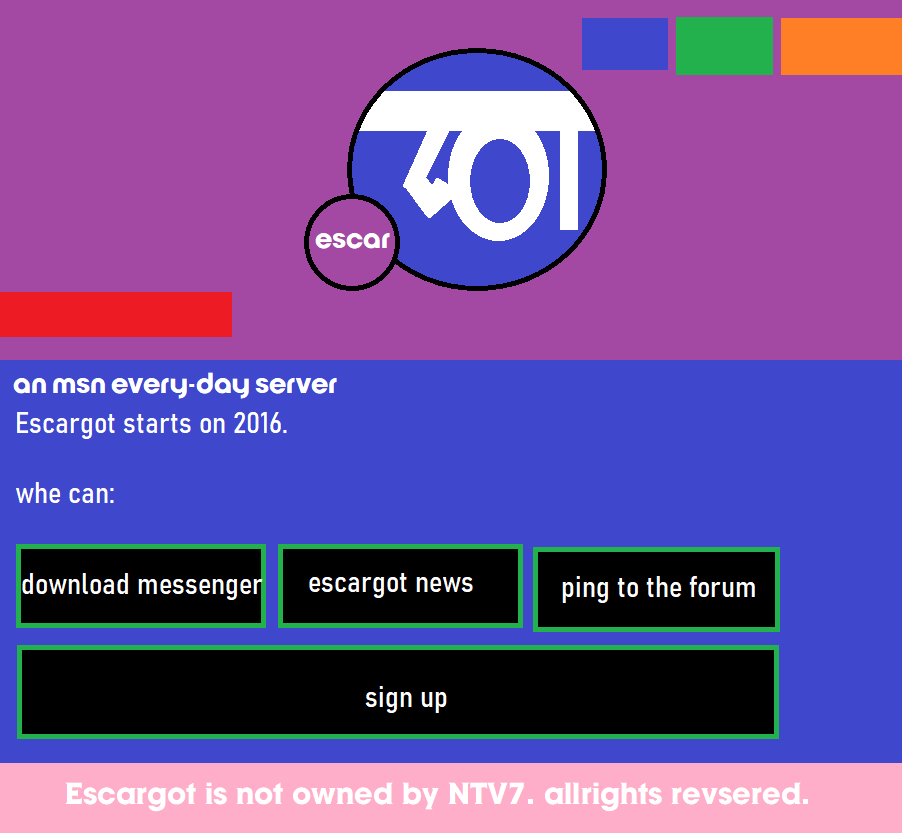 escar
an msn every-day server
Escargot starts on 2016.
whe can:
download messenger
escargot news
ping to the forum
sign up
Escargot is not owned by NTV7. allrights revsered.